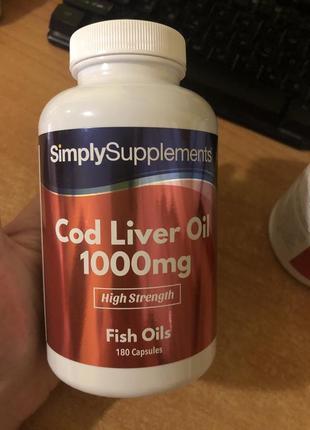 SimplySupplements
Cod Liver Oil
1000mg
High Strength
Fish Oils
180 Capsules